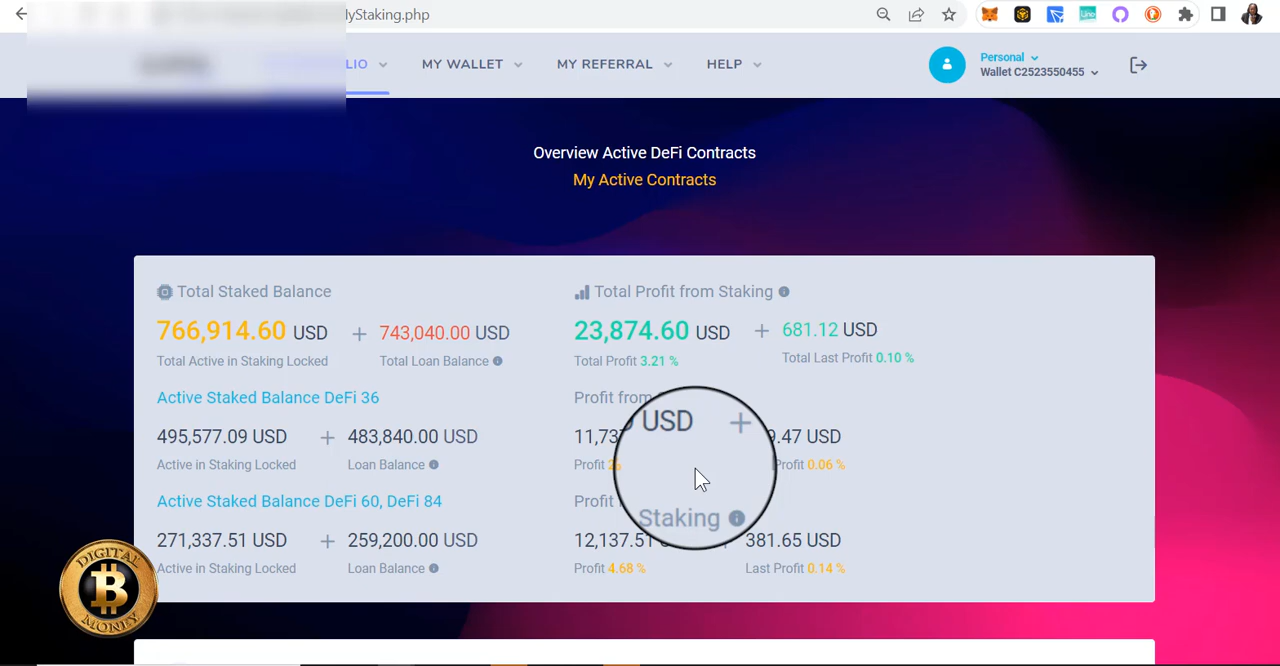 lyStaking.php
LIO MY WALLET MY REFERRAL HELP
Personal
Wallet C2523550455
Overview Active DeFi Contracts
My Active Contracts
Total Staked Balance
766,914.60 USD + 743,040.00 USD
Total Active in Staking Locked Total Loan Balance
Active Staked Balance DeFi 36
495,577.09 USD + 483,840.00 USD
Active in Staking Locked Loan Balance
Active Staked Balance DeFi 60, DeFi 84
271,337.51 USD + 259,200.00 USD
Active in Staking Locked Loan Balance
Total Profit from Staking
23,874.60 USD + 681.12 USD
Total Profit 3.21 % Total Last Profit 0.10 %
Profit from
11,73 USD + 9.47 USD
Profit Profit 0.06 %
Profit Staking
12,137.51 381.65 USD
Profit 4.68 % Last Profit 0.14 %
DIGITAL
B
MONEY